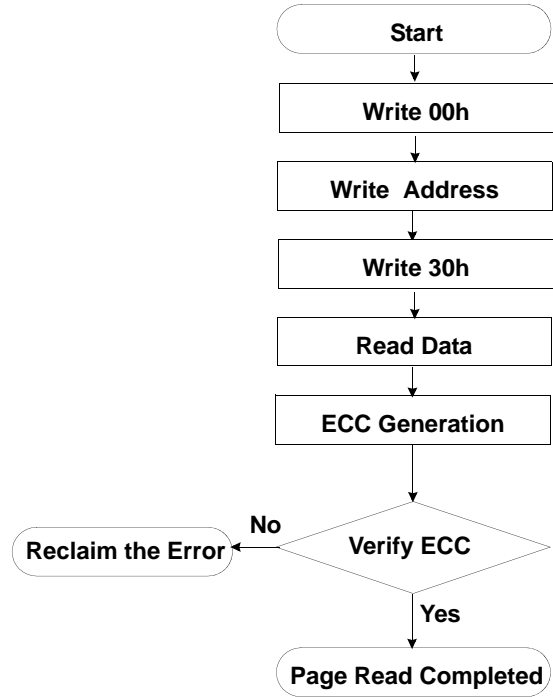 Start
Write 00h
Write Address
Write 30h
Read Data
ECC Generation
No
Reclaim the Error
Verify ECC
Yes
Page Read Completed